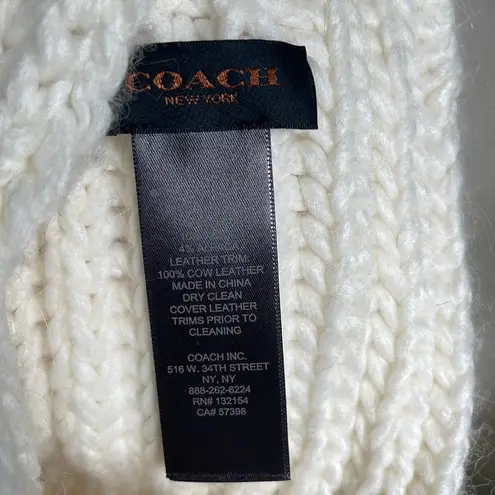 COACH
NEW YORK
4%
LEATHER TRIM:
100% COW LEATHER
MADE IN CHINA
DRY CLEAN
COVER LEATHER
TRIMS PRIOR TO
CLEANING
COACH INC.
516 W. 34TH STREET
NY, NY
888-262-6224
RN# 132154
CA# 57398